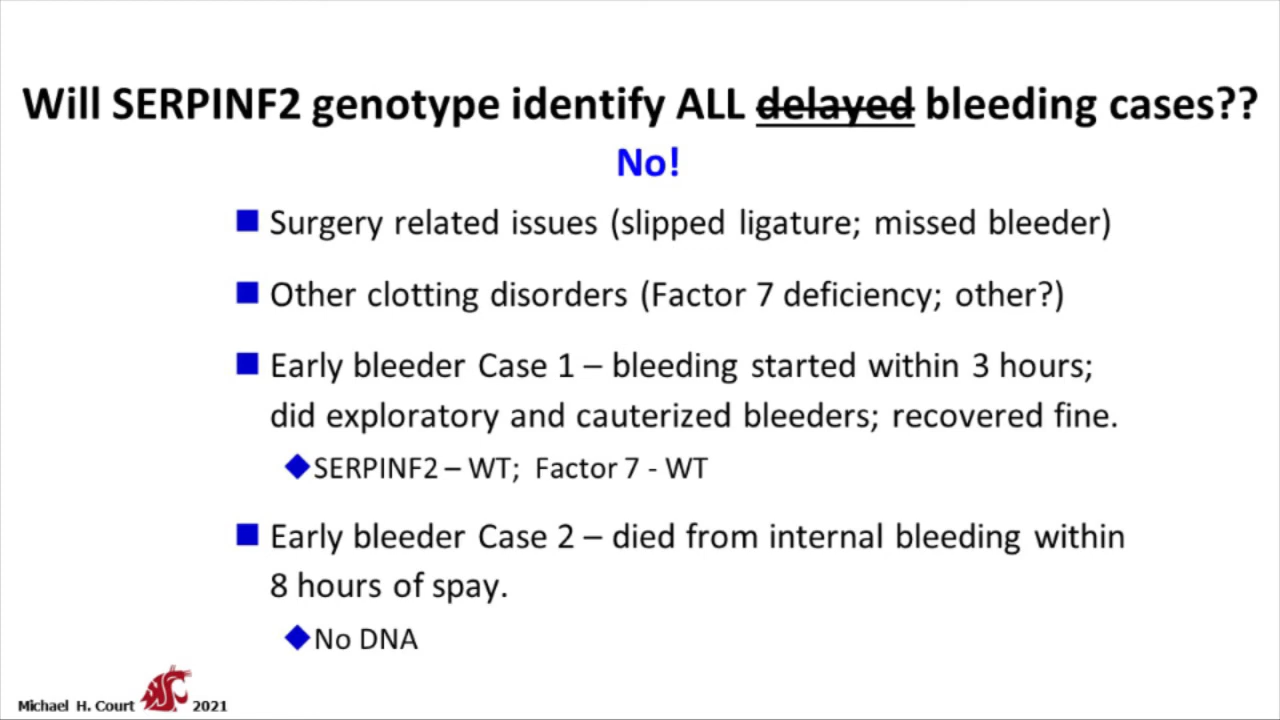 Will SERPINF2 genotype identify ALL delayed bleeding cases??
No!
Surgery related issues (slipped ligature; missed bleeder)
Other clotting disorders (Factor 7 deficiency; other?)
Early bleeder Case 1 – bleeding started within 3 hours;
did exploratory and cauterized bleeders; recovered fine.
SERPINF2 – WT; Factor 7 - WT
Early bleeder Case 2 – died from internal bleeding within
8 hours of spay.
No DNA
Michael H. Court 2021